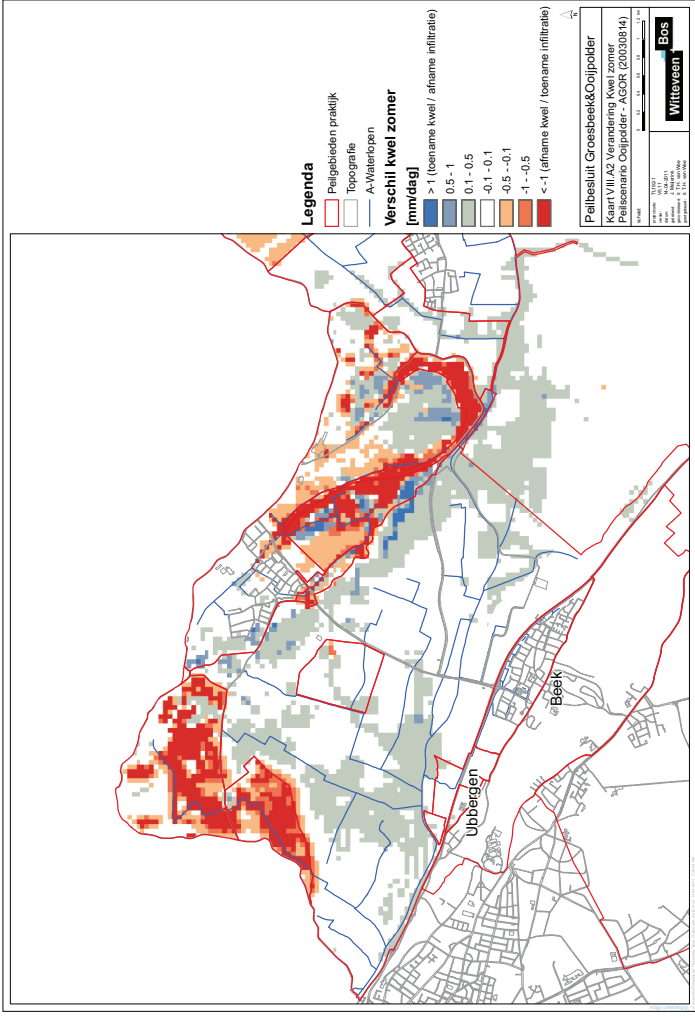 Legenda
Peilgebieden praktijk
Topografie
A-Waterlopen
Verschil kwel zomer
[mm/dag]
> 1 (toename kwel / afname infiltratie)
0.5 - 1
0.1 - 0.5
-0.1 - 0.1
-0.5 - -0.1
-1 - -0.5
< -1 (afname kwel / toename infiltratie)
Ubbergen
Beek
N
Peilbesluit Groesbeek&Ooijpolder
Kaart VIII.A2 Verandering Kwel zomer
Peilscenario Ooijpolder - AGOR (20030814)
Witteveen
Bos